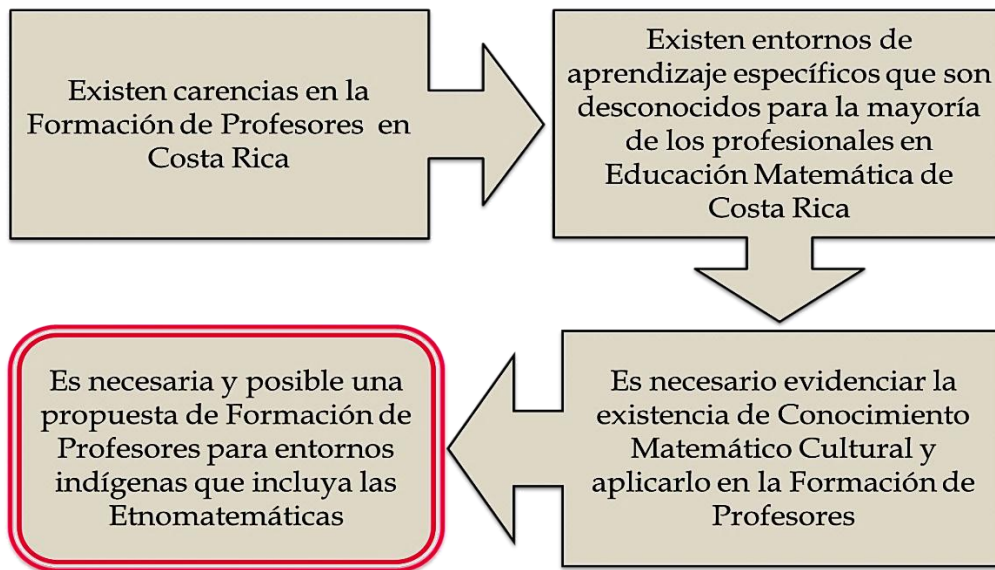 Existen carencias en la
Formación de Profesores en
Costa Rica
Existen entornos de
aprendizaje específicos que son
desconocidos para la mayoría
de los profesionales en
Educación Matemática de
Costa Rica
Es necesario evidenciar la
existencia de Conocimiento
Matemático Cultural y
aplicarlo en la Formación de
Profesores
Es necesaria y posible una
propuesta de Formación de
Profesores para entornos
indígenas que incluya las
Etnomatemáticas